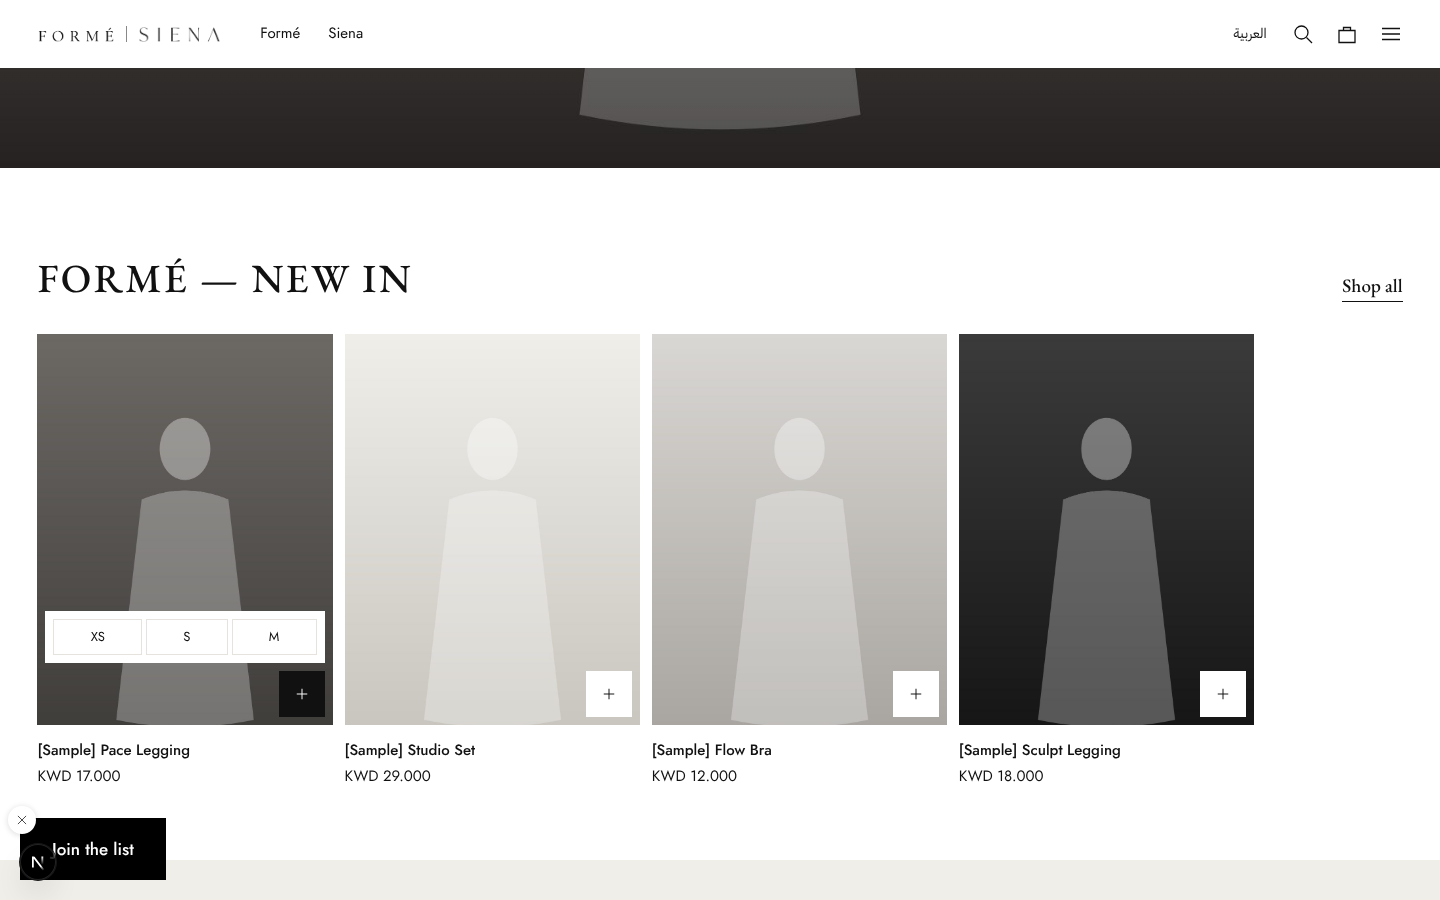 FORMÉ | SIENA
Formé
Siena
العربية
FORMÉ — NEW IN
Shop all
XS
S
M
[Sample] Pace Legging
KWD 17.000
[Sample] Studio Set
KWD 29.000
[Sample] Flow Bra
KWD 12.000
[Sample] Sculpt Legging
KWD 18.000
Join the list
N